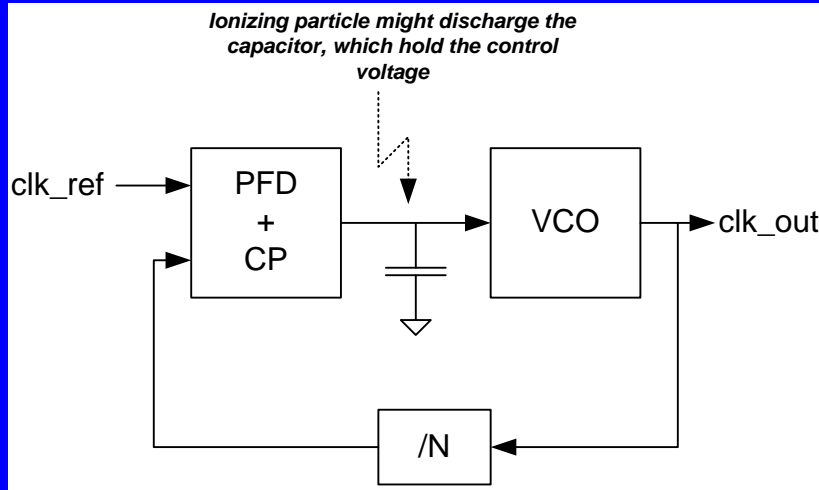 Ionizing particle might discharge the
capacitor, which hold the control
voltage
clk_ref
PFD
+
CP
VCO
clk_out
/N